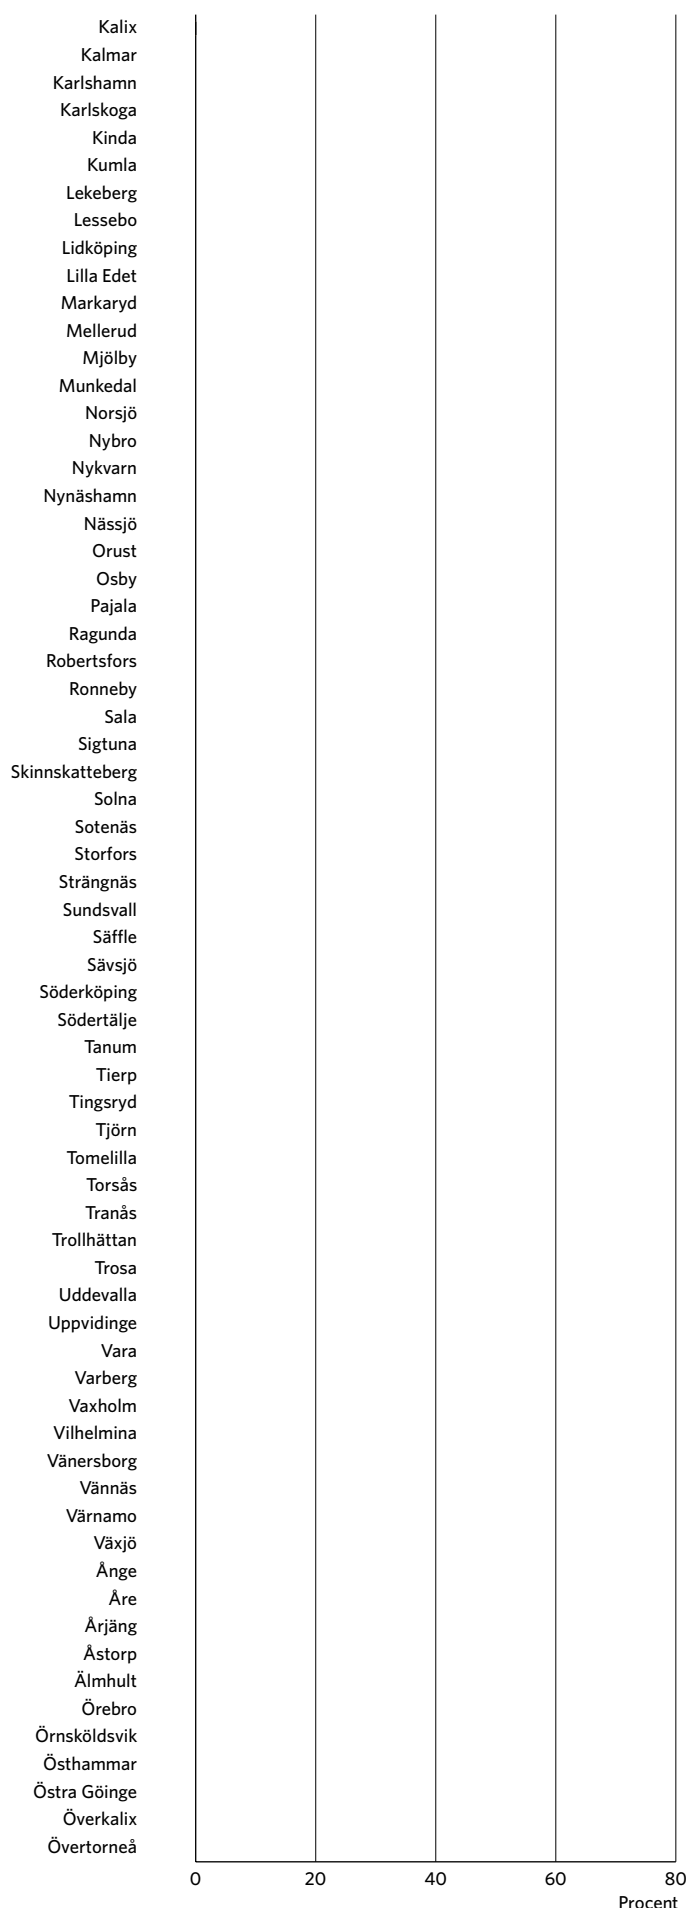 Kalix
Kalmar
Karlshamn
Karlskoga
Kinda
Kumla
Lekeberg
Lessebo
Lidköping
Lilla Edet
Markaryd
Mellerud
Mjölby
Munkedal
Norsjö
Nybro
Nykvarn
Nynäshamn
Nässjö
Orust
Osby
Pajala
Ragunda
Robertsfors
Ronneby
Sala
Sigtuna
Skinnskatteberg
Solna
Sotenäs
Storfors
Strängnäs
Sundsvall
Säffle
Sävsjö
Söderköping
Södertälje
Tanum
Tierp
Tingsryd
Tjörn
Tomelilla
Torsås
Tranås
Trollhättan
Trosa
Uddevalla
Uppvidinge
Vara
Varberg
Vaxholm
Vilhelmina
Vänersborg
Vännäs
Värnamo
Växjö
Ånge
Åre
Årjäng
Åstorp
Älmhult
Örebro
Örnsköldsvik
Östhammar
Östra Göinge
Överkalix
Övertorneå
0 20 40 60 80
Procent